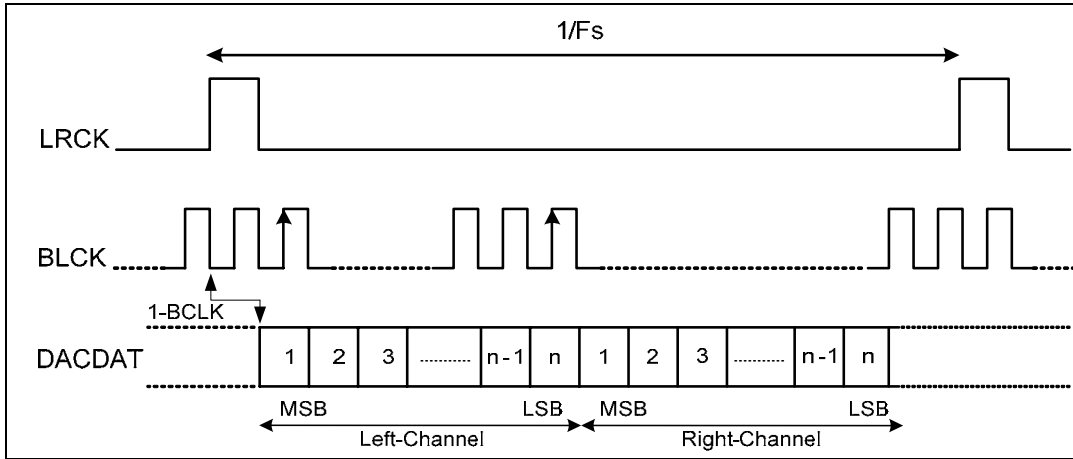 1/Fs
LRCK
BLCK
1-BCLK
DACDAT
1 2 3 .......... n-1 n 1 2 3 .......... n-1 n
MSB LSB MSB LSB
Left-Channel Right-Channel